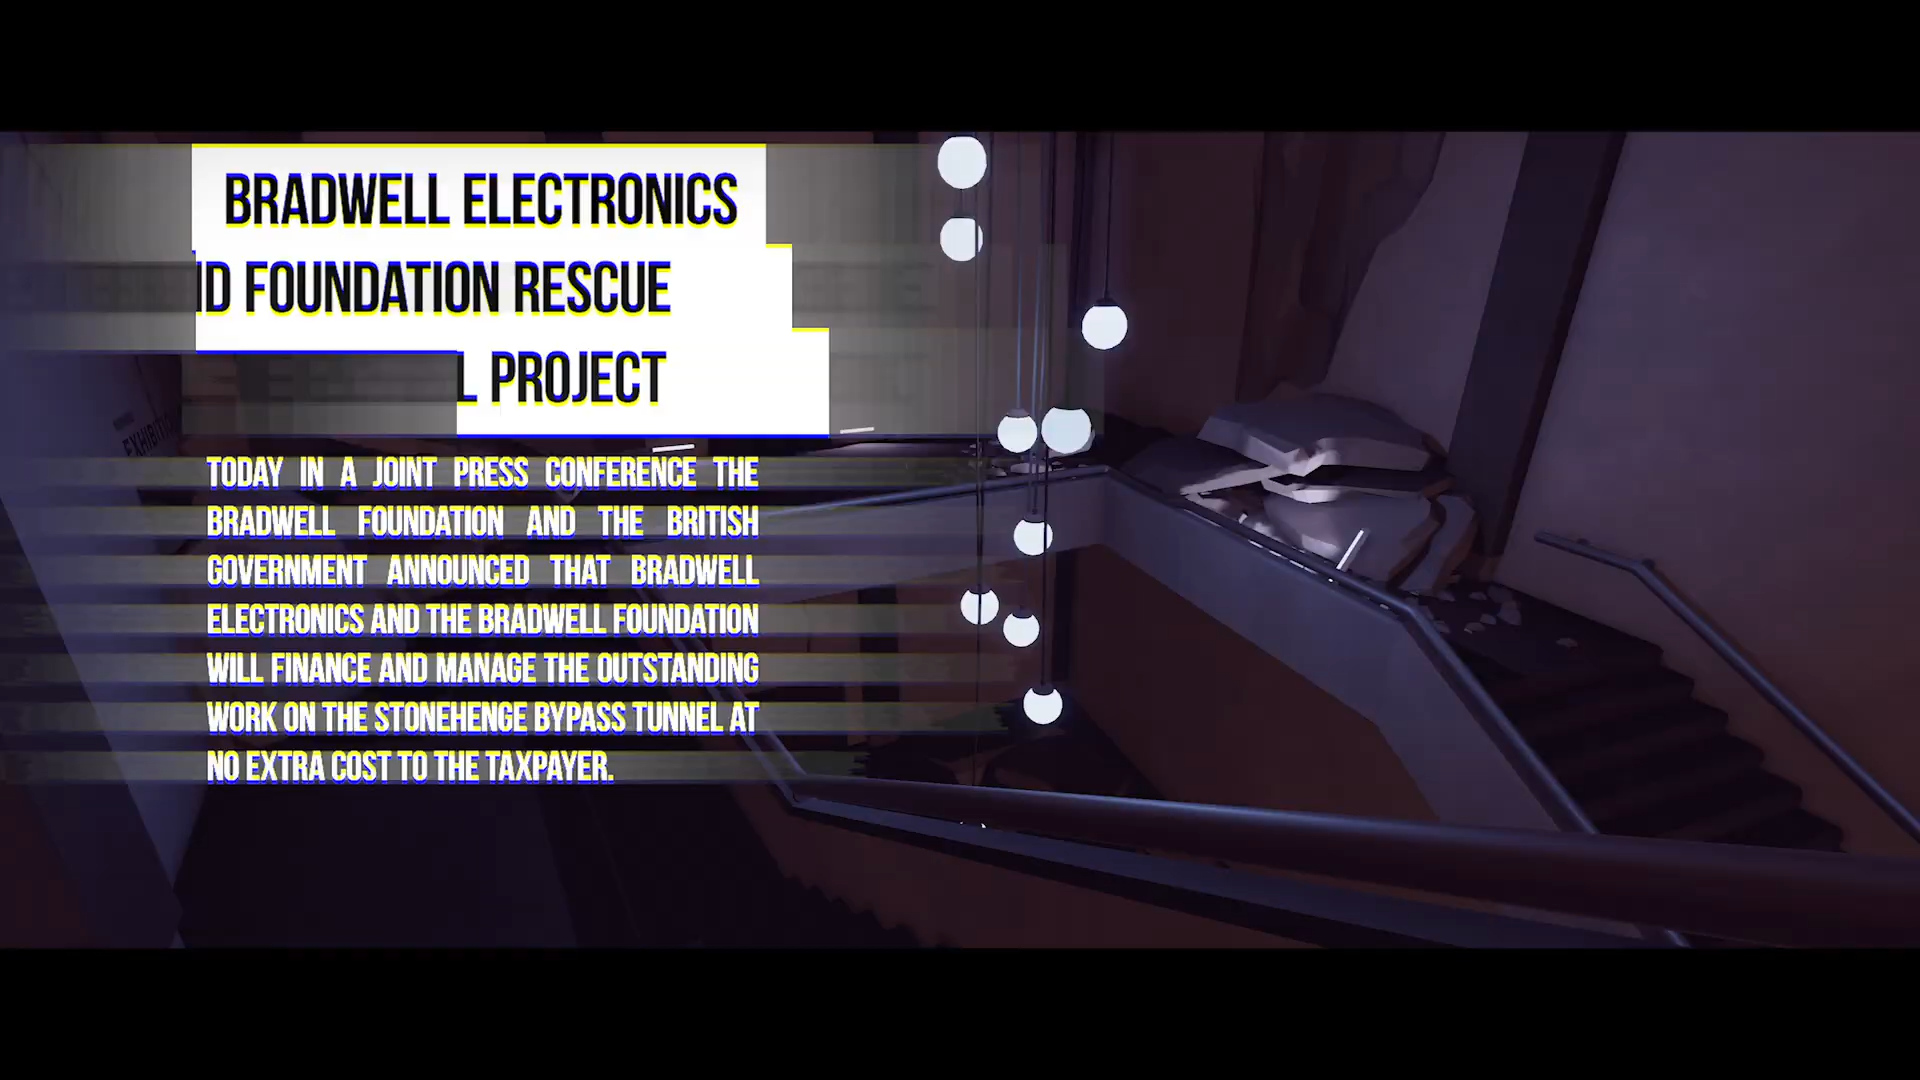 BRADWELL ELECTRONICS
FOUNDATION RESCUE
PROJECT
TODAY IN A JOINT PRESS CONFERENCE THE
BRADWELL FOUNDATION AND THE BRITISH
GOVERNMENT ANNOUNCED THAT BRADWELL
ELECTRONICS AND THE BRADWELL FOUNDATION
WILL FINANCE AND MANAGE THE OUTSTANDING
WORK ON THE STONEHENGE BYPASS TUNNEL AT
NO EXTRA COST TO THE TAXPAYER.